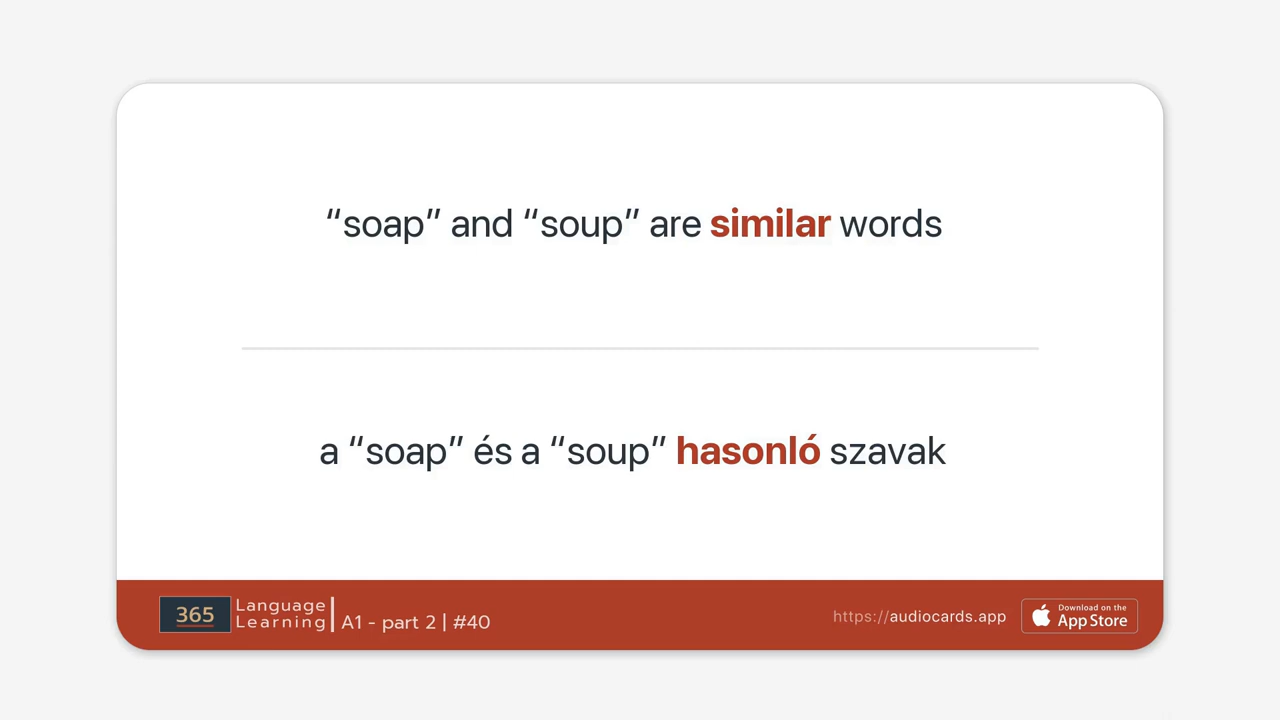 “soap” and “soup” are similar words
a “soap” és a “soup” hasonló szavak
365
Language
Learning
A1 - part 2 | #40
https://audiocards.app
Download on the
App Store